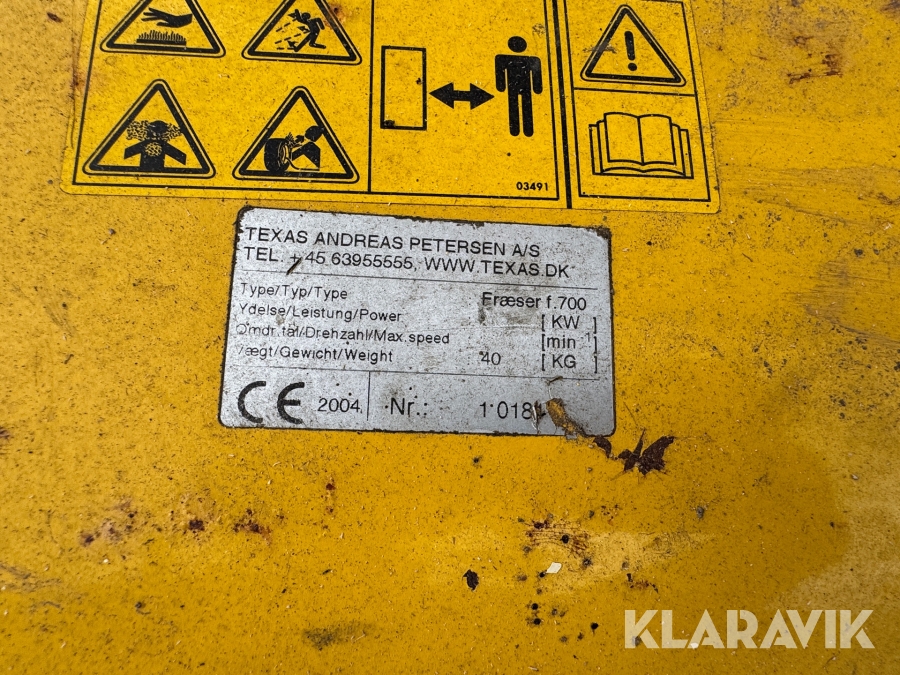 03491
TEXAS ANDREAS PETERSEN A/S
TEL. +45 63955555, WWW.TEXAS.DK
Type/Typ/Type Fræser f.700
Ydelse/Leistung/Power [ KW ]
Omdr.tal/Drehzahl/Max.speed [min-1]
Vægt/Gewicht/Weight 40 [ KG ]
CE 2004 Nr.:
KLARAVIK